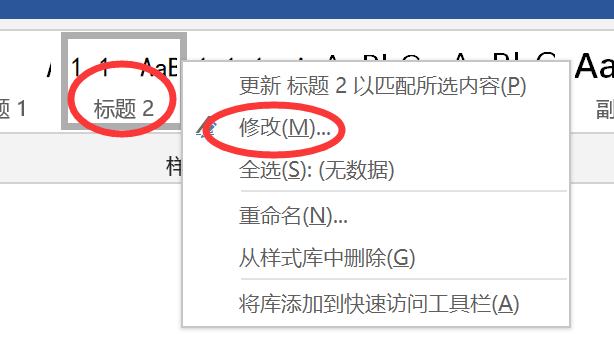 1.1 AaB
标题 1
标题 2
副
样
更新 标题 2 以匹配所选内容(P)
修改(M)...
全选(S): (无数据)
重命名(N)...
从样式库中删除(G)
将库添加到快速访问工具栏(A)